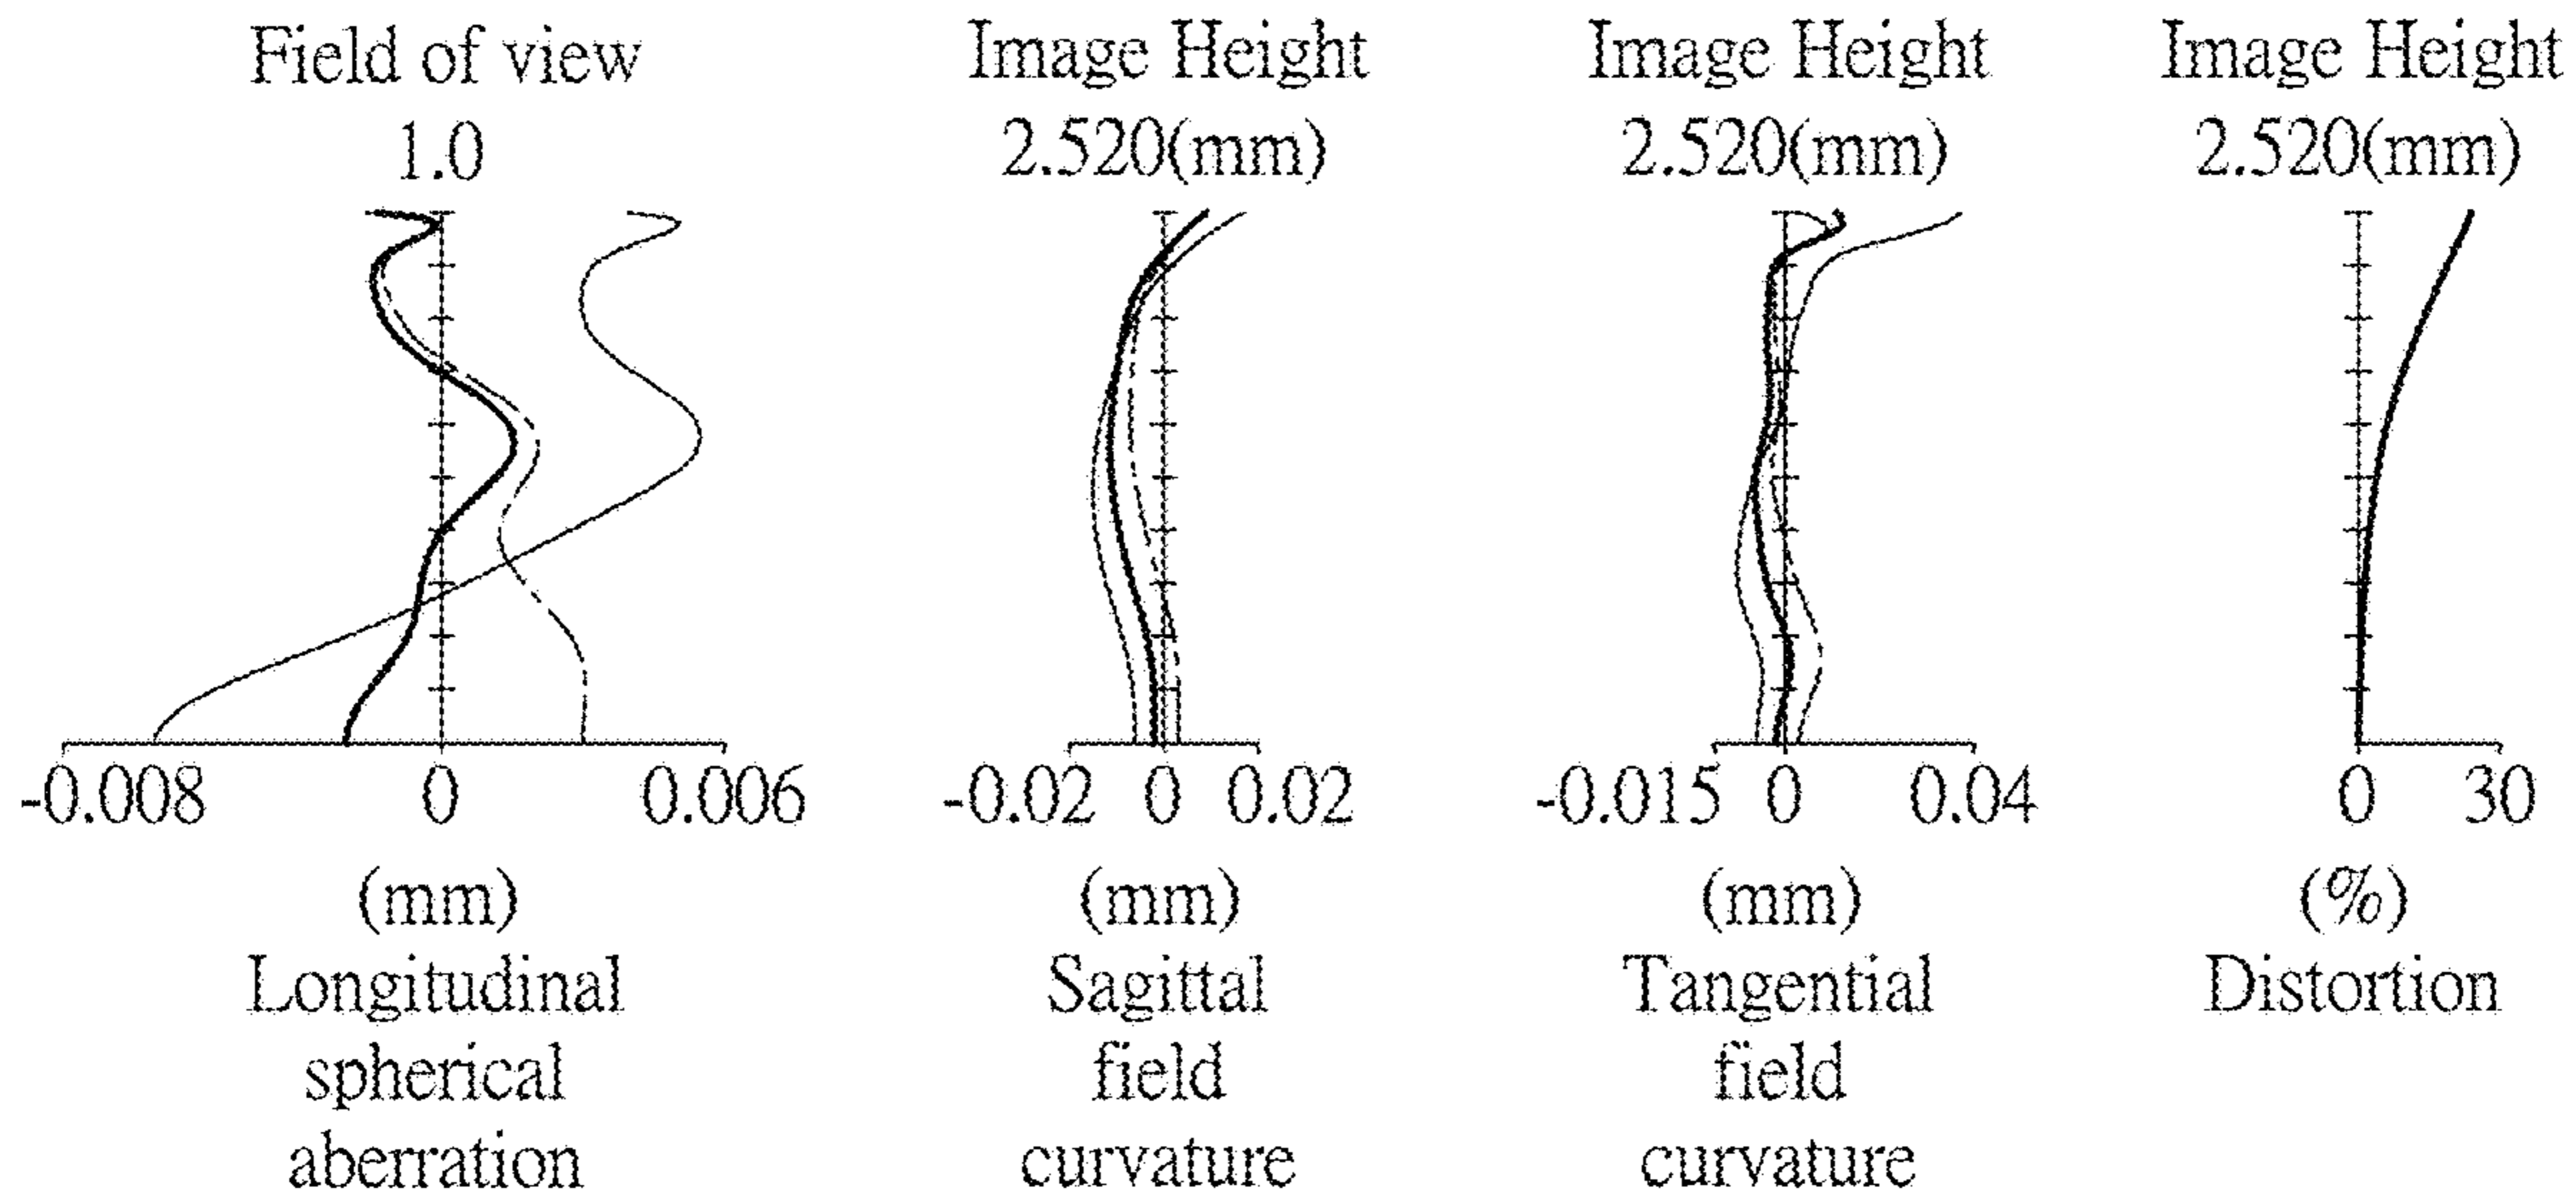 Field of view
1.0
-0.008 0 0.006
(mm)
Longitudinal
spherical
aberration
Image Height
2.520(mm)
-0.02 0 0.02
(mm)
Sagittal
field
curvature
Image Height
2.520(mm)
-0.015 0 0.04
(mm)
Tangential
field
curvature
Image Height
2.520(mm)
0 30
(%)
Distortion